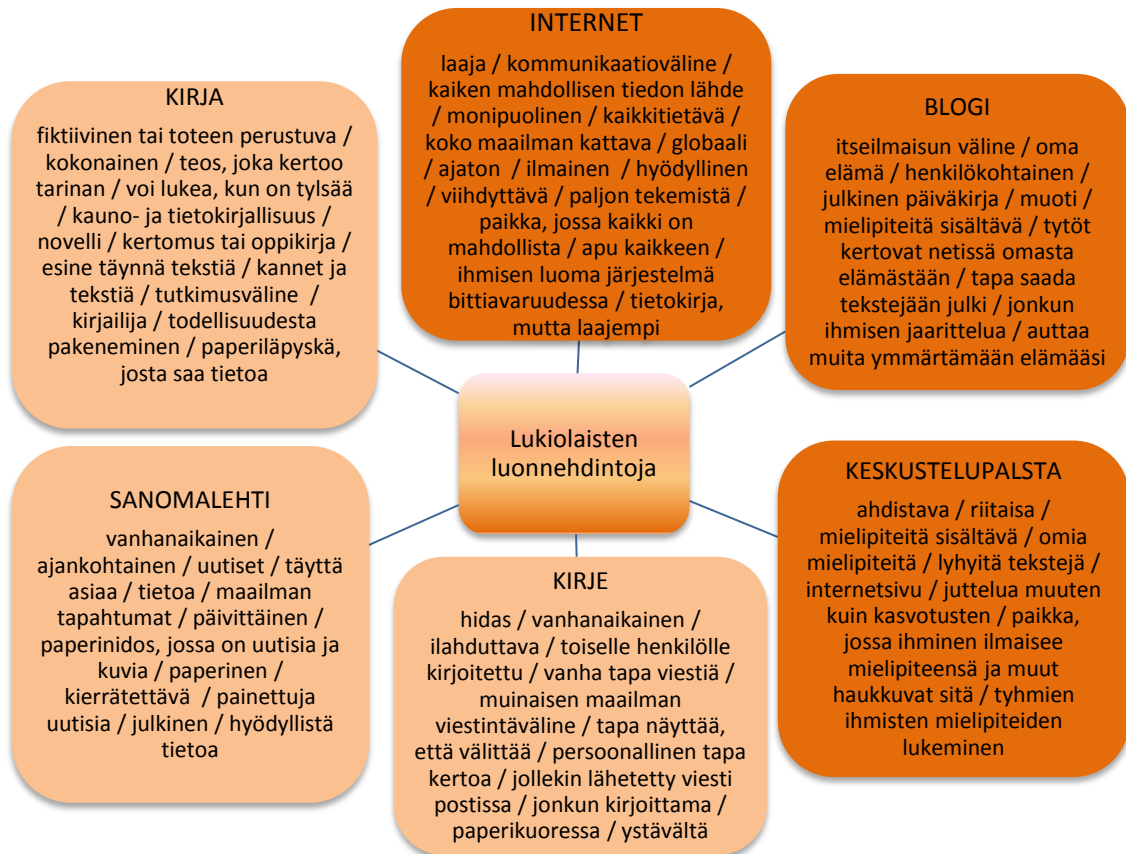 INTERNET
laaja / kommunikaatioväline /
kaiken mahdollisen tiedon lähde
/ monipuolinen / kaikkitietävä /
koko maailman kattava / globaali
/ ajaton / ilmainen / hyödyllinen
/ viihdyttävä / paljon tekemistä /
paikka, jossa kaikki on
mahdollista / apu kaikkeen /
ihmisen luoma järjestelmä
bittiavaruudessa / tietokirja,
mutta laajempi
KIRJA
fiktiivinen tai toteen perustuva /
kokonainen / teos, joka kertoo
tarinan / voi lukea, kun on tylsää
/ kauno- ja tietokirjallisuus /
novelli / kertomus tai oppikirja /
esine täynnä tekstiä / kannet ja
tekstiä / tutkimusväline /
kirjailija / todellisuudesta
pakeneminen / paperiläpyskä,
josta saa tietoa
BLOGI
itseilmaisun väline / oma
elämä / henkilökohtainen /
julkinen päiväkirja / muoti /
mielipiteitä sisältävä / tytöt
kertovat netissä omasta
elämästään / tapa saada
tekstejään julki / jonkun
ihmisen jaarittelua / auttaa
muita ymmärtämään elämääsi
Lukiolaisten
luonnehdintoja
SANOMALEHTI
vanhanaikainen /
ajankohtainen / uutiset / täyttä
asiaa / tietoa / maailman
tapahtumat / päivittäinen /
paperinidos, jossa on uutisia ja
kuvia / paperinen /
kierrätettävä / painettuja
uutisia / julkinen / hyödyllistä
tietoa
KIRJE
hidas / vanhanaikainen /
ilahduttava / toiselle henkilölle
kirjoitettu / vanha tapa viestiä /
muinaisen maailman
viestintäväline / tapa näyttää,
että välittää / persoonallinen tapa
kertoa / jollekin lähetetty viesti
postissa / jonkun kirjoittama /
paperikuoressa / ystävältä
KESKUSTELUPALSTA
ahdistava / riitaisa /
mielipiteitä sisältävä / omia
mielipiteitä / lyhyitä tekstejä /
internetsivu / juttelua muuten
kuin kasvotusten / paikka,
jossa ihminen ilmaisee
mielipiteensä ja muut
haukkuvat sitä / tyhmien
ihmisten mielipiteiden
lukeminen